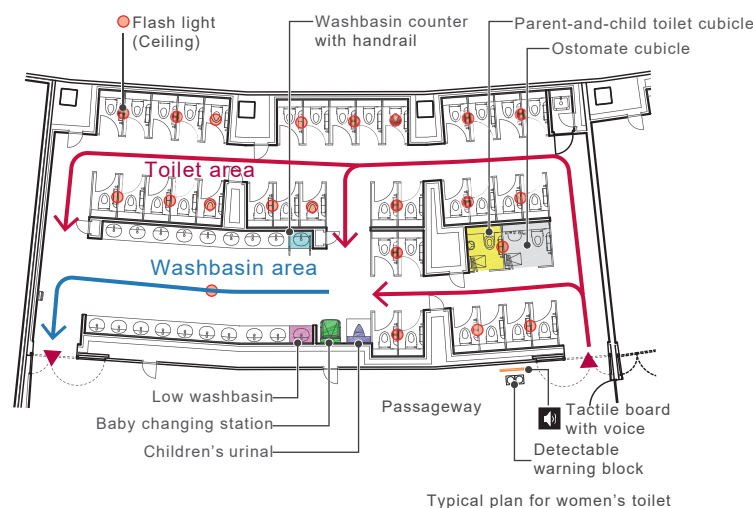 Flash light
(Ceiling)
Washbasin counter
with handrail
Parent-and-child toilet cubicle
Ostomate cubicle
Toilet area
Washbasin area
Low washbasin
Baby changing station
Children's urinal
Passageway
Tactile board
with voice
Detectable
warning block
Typical plan for women's toilet